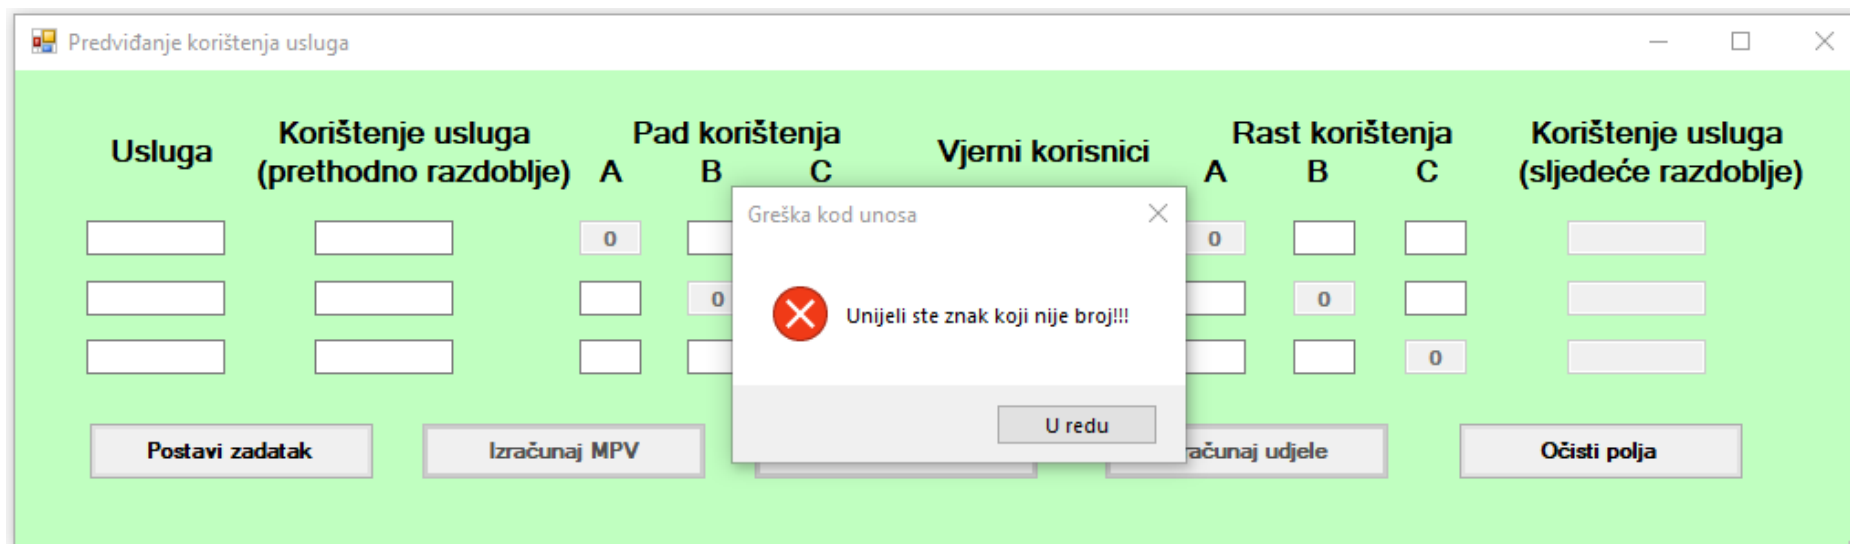 Predviđanje korištenja usluga
Usluga
Korištenje usluga
(prethodno razdoblje)
Pad korištenja
A B C
Vjerni korisnici
Rast korištenja
A B C
Korištenje usluga
(sljedeće razdoblje)
Greška kod unosa
Unijeli ste znak koji nije broj!!!
U redu
0 0
0 0
0
Postavi zadatak
Izračunaj MPV
računaj udjele
Očisti polja